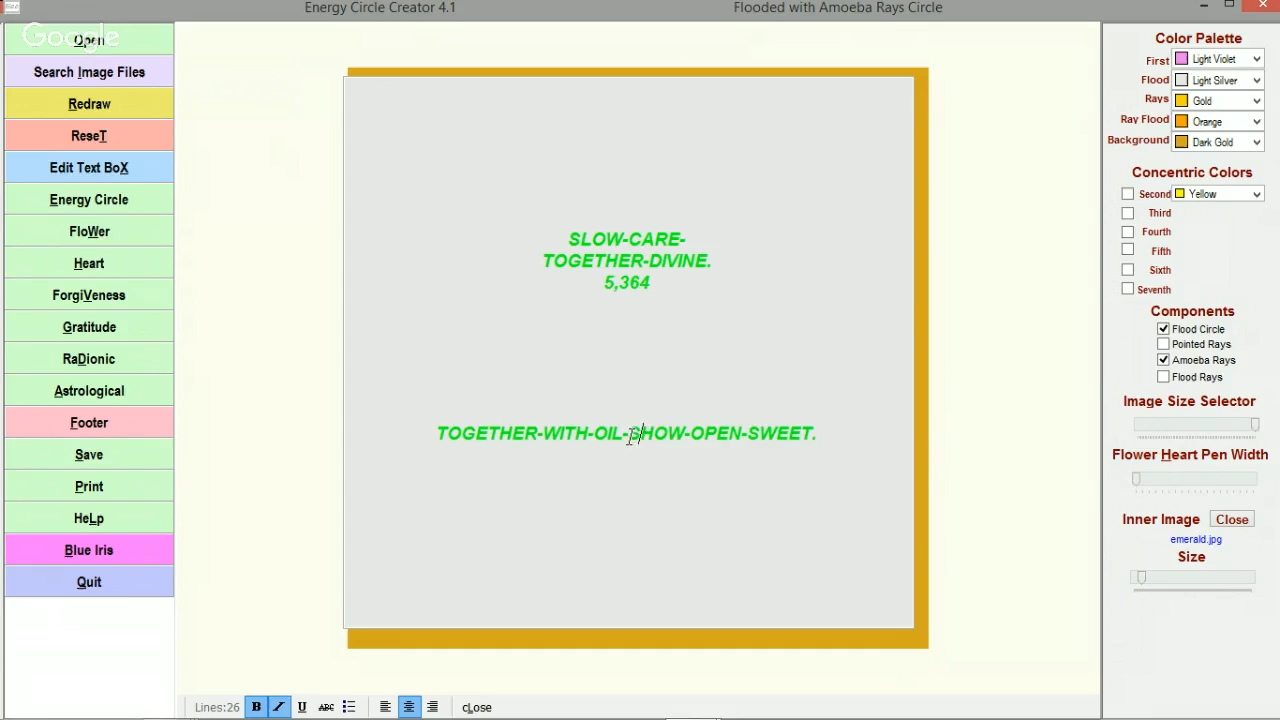 Energy Circle Creator 4.1
Flooded with Amoeba Rays Circle
Google
Open
Search Image Files
Redraw
ReseT
Edit Text BoX
Energy Circle
FloWer
Heart
ForgiVeness
Gratitude
RaDionic
Astrological
Footer
Save
Print
HeLp
Blue Iris
Quit
SLOW-CARE-
TOGETHER-DIVINE.
5,364
TOGETHER-WITH-OIL-SHOW-OPEN-SWEET.
Lines:26 B I U ABC cLose
Color Palette
First Light Violet
Flood Light Silver
Rays Gold
Ray Flood Orange
Background Dark Gold
Concentric Colors
Second Yellow
Third
Fourth
Fifth
Sixth
Seventh
Components
Flood Circle
Pointed Rays
Amoeba Rays
Flood Rays
Image Size Selector
Flower Heart Pen Width
Inner Image Close
emerald.jpg
Size